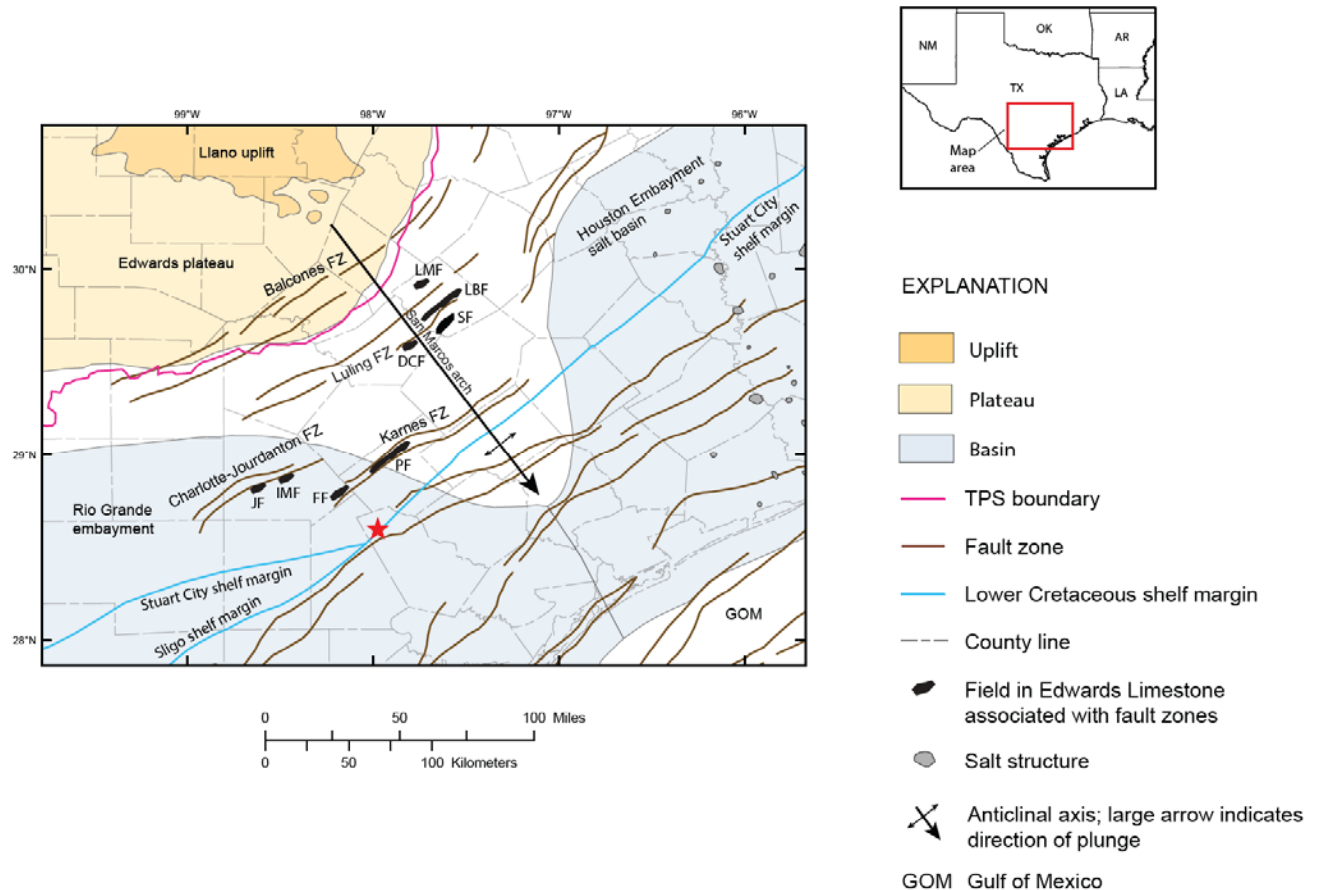 99°W
98°W
97°W
96°W
30°N
29°N
28°N
Llano uplift
Edwards plateau
Balcones FZ
Houston Embayment
salt basin
Stuart City
shelf margin
LMF
LBF
SF
DCF
San Marcos arch
Luling FZ
Karnes FZ
PF
Charlotte-Jourdanton FZ
IMF
JF
FF
Rio Grande
embayment
Stuart City shelf margin
Sligo shelf margin
GOM
0 50 100 Miles
0 50 100 Kilometers
NM
OK
AR
TX
LA
Map
area
EXPLANATION
Uplift
Plateau
Basin
TPS boundary
Fault zone
Lower Cretaceous shelf margin
County line
Field in Edwards Limestone
associated with fault zones
Salt structure
Anticlinal axis; large arrow indicates
direction of plunge
GOM Gulf of Mexico